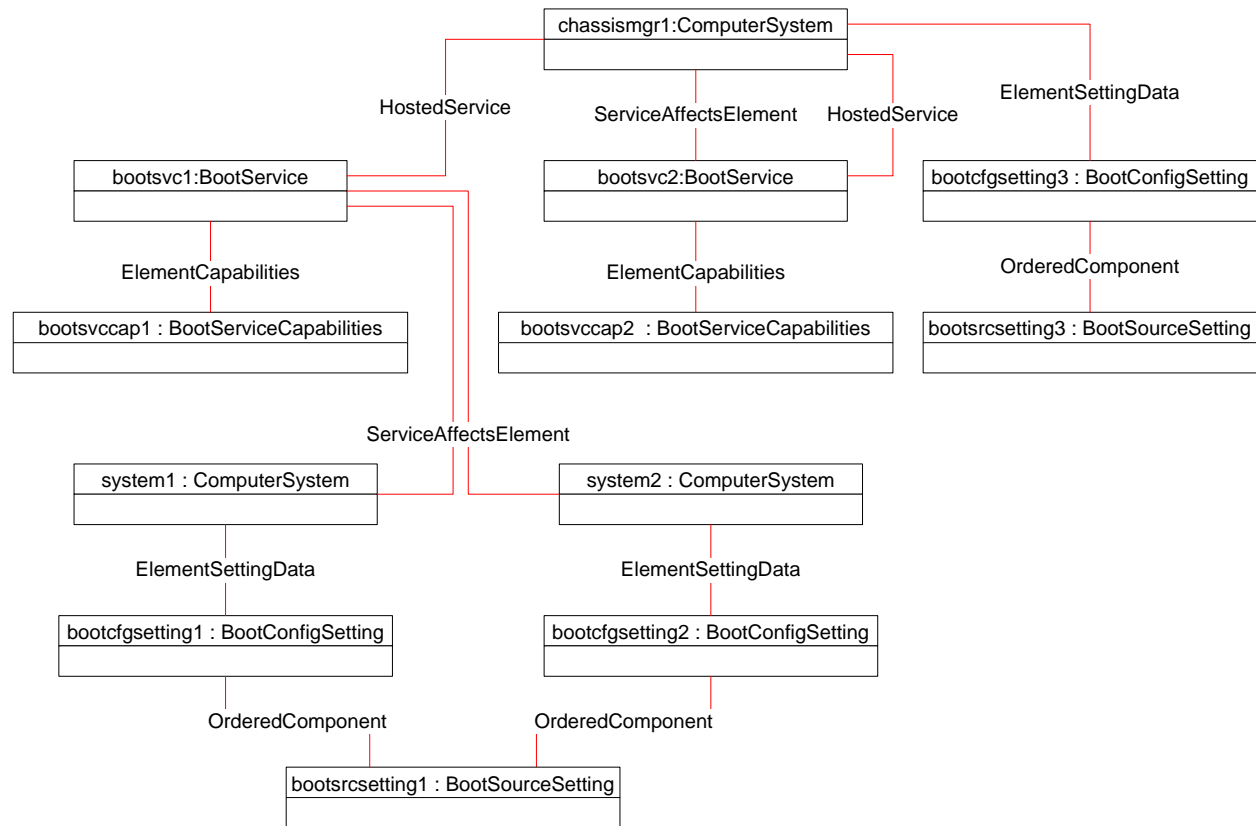 chassismgr1:ComputerSystem
ElementSettingData
HostedService
ServiceAffectsElement
HostedService
bootsvc1:BootService
bootsvc2:BootService
bootcfgsetting3 : BootConfigSetting
ElementCapabilities
ElementCapabilities
OrderedComponent
bootsvccap1 : BootServiceCapabilities
bootsvccap2 : BootServiceCapabilities
bootsrcsetting3 : BootSourceSetting
ServiceAffectsElement
system1 : ComputerSystem
system2 : ComputerSystem
ElementSettingData
ElementSettingData
bootcfgsetting1 : BootConfigSetting
bootcfgsetting2 : BootConfigSetting
OrderedComponent
OrderedComponent
bootsrcsetting1 : BootSourceSetting